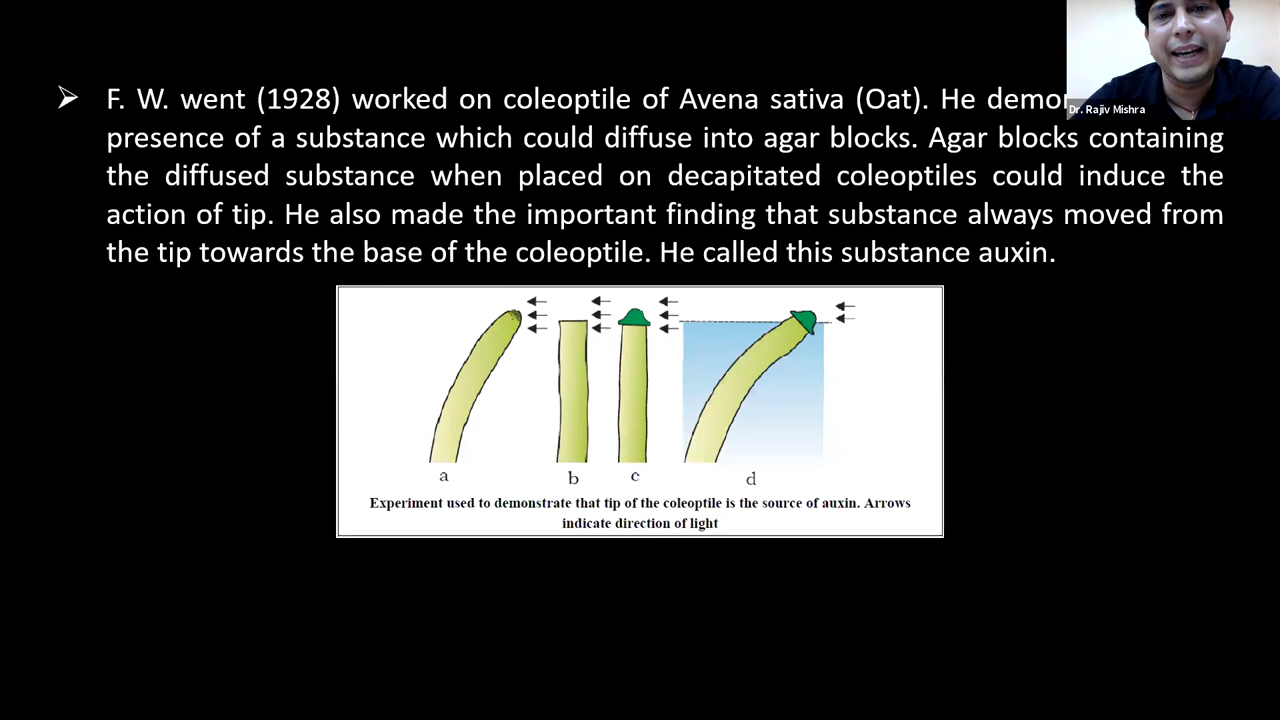 F. W. went (1928) worked on coleoptile of Avena sativa (Oat). He
presence of a substance which could diffuse into agar blocks. Agar blocks containing
the diffused substance when placed on decapitated coleoptiles could induce the
action of tip. He also made the important finding that substance always moved from
the tip towards the base of the coleoptile. He called this substance auxin.
Dr. Rajiv Mishra
a
b
c
d
Experiment used to demonstrate that tip of the coleoptile is the source of auxin. Arrows
indicate direction of light